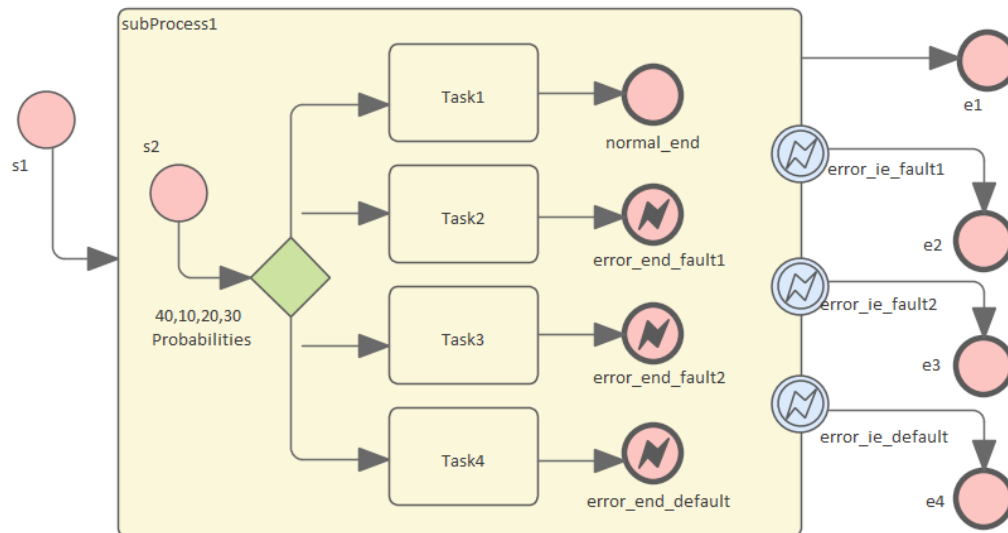 subProcess1
Task1
normal_end
e1
s1
s2
error_ie_fault1
Task2
error_end_fault1
e2
40,10,20,30
Probabilities
error_ie_fault2
Task3
error_end_fault2
e3
error_ie_default
Task4
error_end_default
e4